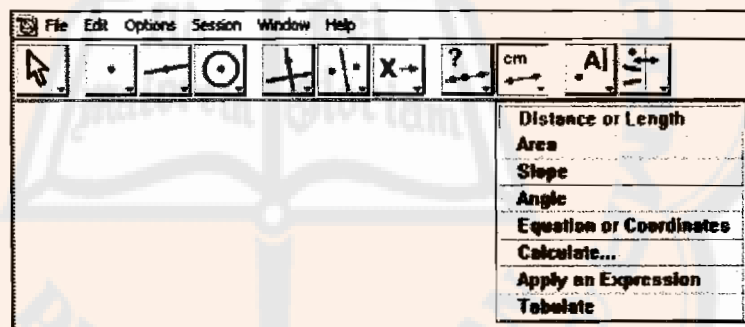 File Edit Options Session Window Help
? cm A
X
Distance or Length
Area
Slope
Angle
Equation or Coordinates
Calculate...
Apply an Expression
Tabulate